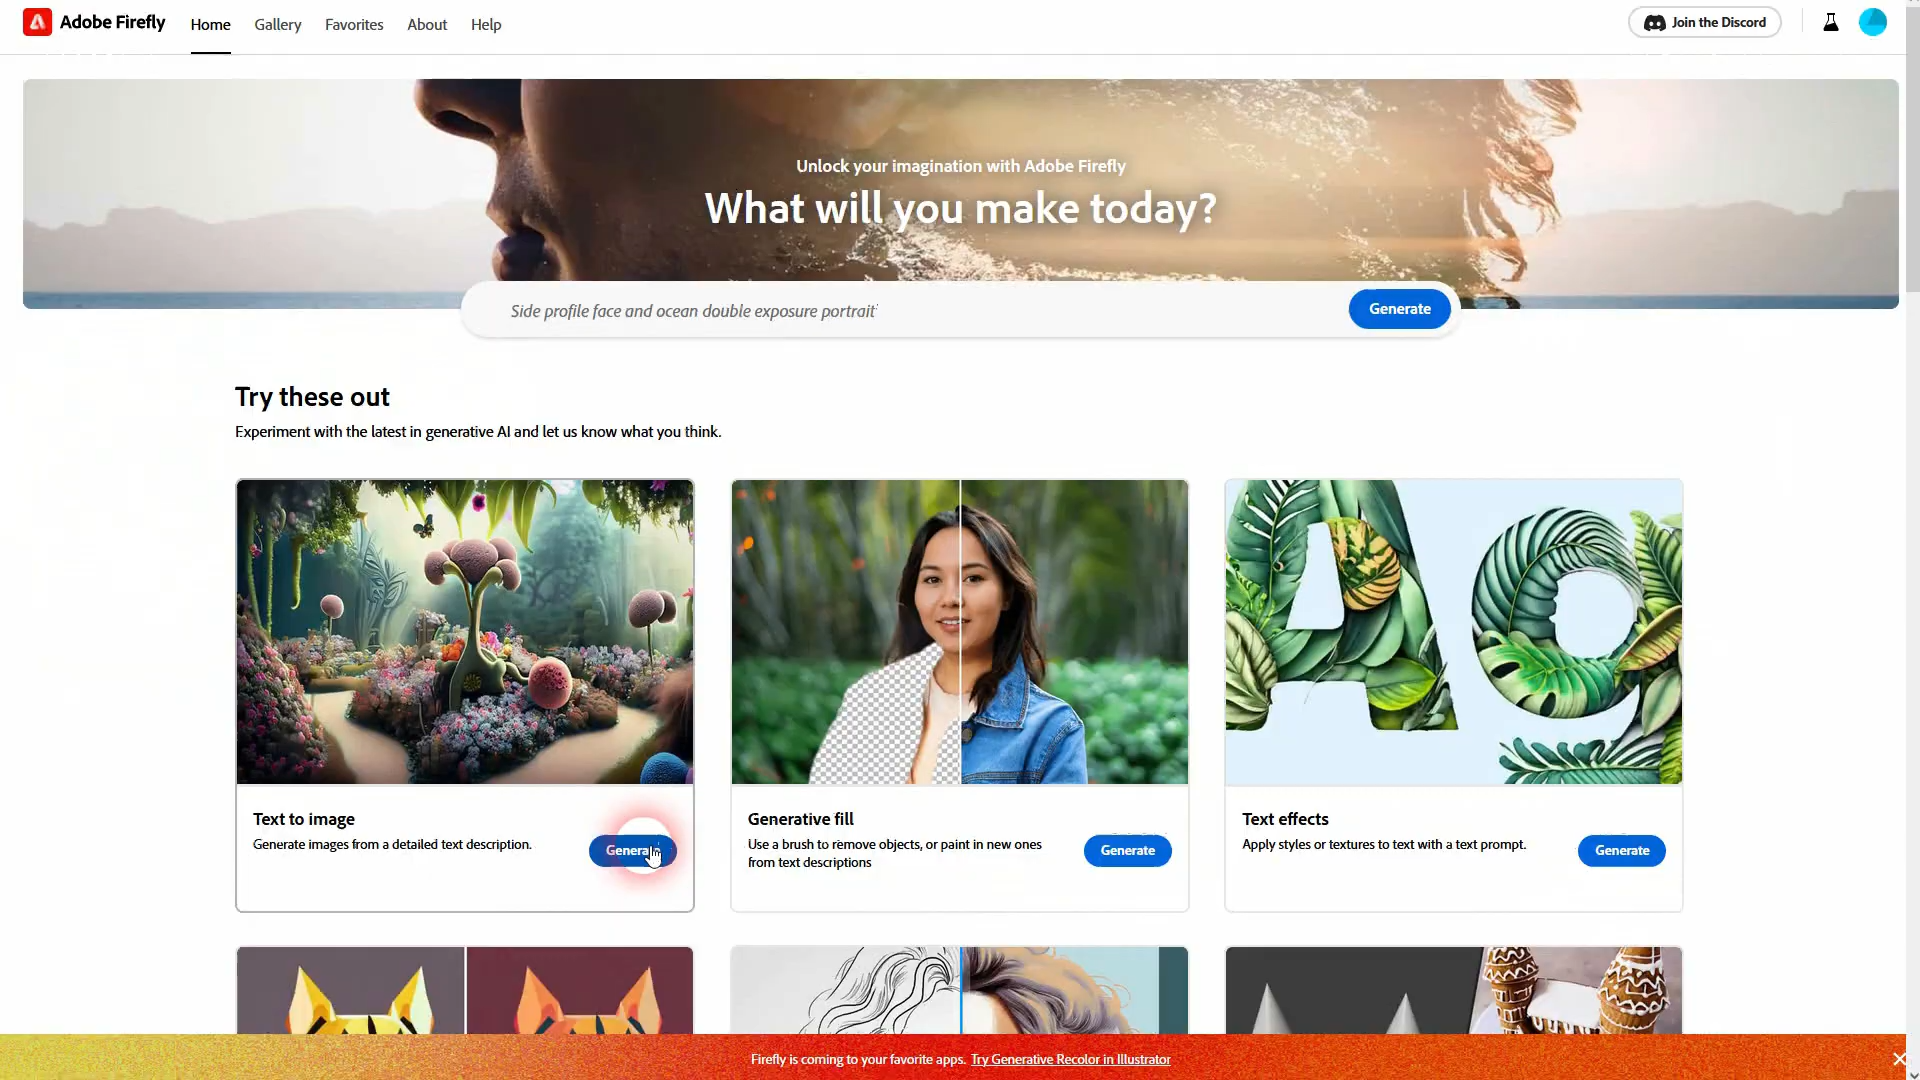 Adobe Firefly
Home
Gallery
Favorites
About
Help
Join the Discord
Unlock your imagination with Adobe Firefly
What will you make today?
Side profile face and ocean double exposure portrait
Generate
Try these out
Experiment with the latest in generative AI and let us know what you think.
Text to image
Generate images from a detailed text description.
Generate
Generative fill
Use a brush to remove objects, or paint in new ones
from text descriptions
Generate
Ag
Text effects
Apply styles or textures to text with a text prompt.
Generate
Firefly is coming to your favorite apps. Try Generative Recolor in Illustrator